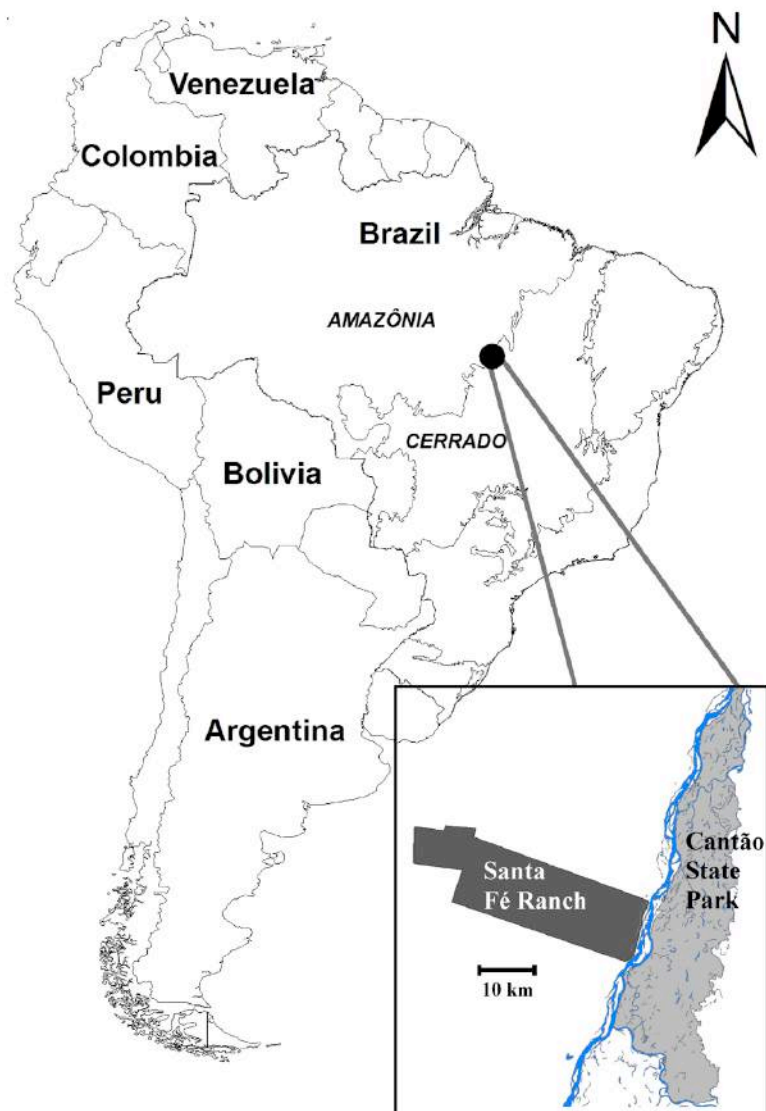 N
Venezuela
Colombia
Brazil
AMAZÔNIA
Peru
CERRADO
Bolivia
Argentina
Santa
Fé Ranch
Cantão
State
Park
10 km